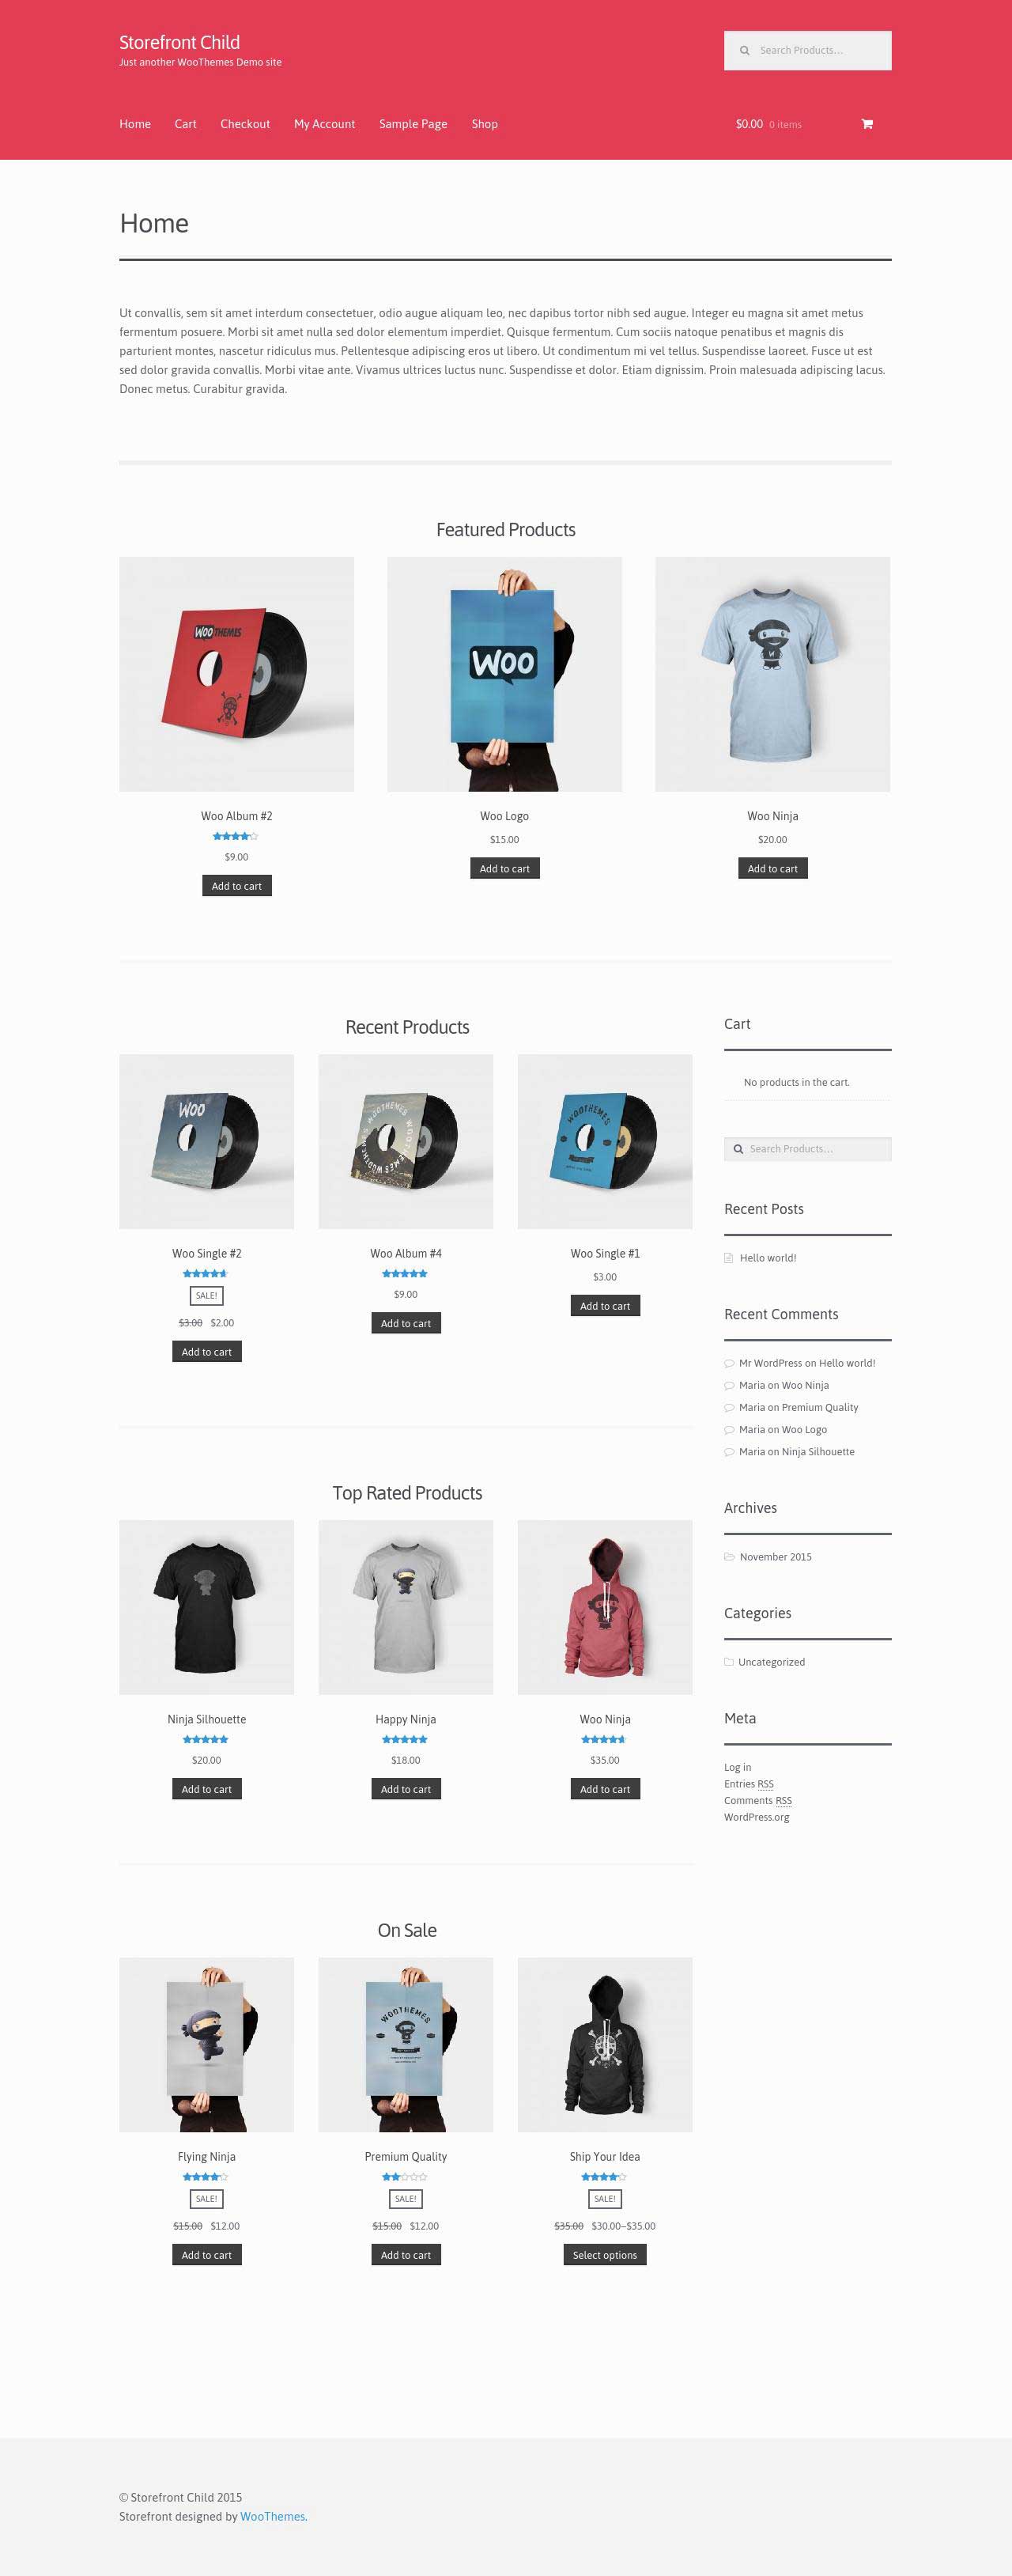 Storefront Child
Just another WooThemes Demo site
Search Products…
Home Cart Checkout My Account Sample Page Shop
$0.00 0 items
Home
Ut convallis, sem sit amet interdum consectetuer, odio augue aliquam leo, nec dapibus tortor nibh sed augue. Integer eu magna sit amet metus
fermentum posuere. Morbi sit amet nulla sed dolor elementum imperdiet. Quisque fermentum. Cum sociis natoque penatibus et magnis dis
parturient montes, nascetur ridiculus mus. Pellentesque adipiscing eros ut libero. Ut condimentum mi vel tellus. Suspendisse laoreet. Fusce ut est
sed dolor gravida convallis. Morbi vitae ante. Vivamus ultrices luctus nunc. Suspendisse et dolor. Etiam dignissim. Proin malesuada adipiscing lacus.
Donec metus. Curabitur gravida.
Featured Products
WOOTHEMES
WOO
W
Woo Album #2
$9.00
Add to cart
Woo Logo
$15.00
Add to cart
Woo Ninja
$20.00
Add to cart
Recent Products
WOO
WOOTHEMES WOOTHEMES WOOTHEMES
WOOTHEMES
Woo Single #2
SALE!
$3.00 $2.00
Add to cart
Woo Album #4
$9.00
Add to cart
Woo Single #1
$3.00
Add to cart
Top Rated Products
Ninja Silhouette
$20.00
Add to cart
Happy Ninja
$18.00
Add to cart
Woo Ninja
$35.00
Add to cart
On Sale
WOOTHEMES
Flying Ninja
SALE!
$15.00 $12.00
Add to cart
Premium Quality
SALE!
$15.00 $12.00
Add to cart
Ship Your Idea
SALE!
$35.00 $30.00–$35.00
Select options
Cart
No products in the cart.
Search Products…
Recent Posts
Hello world!
Recent Comments
Mr WordPress on Hello world!
Maria on Woo Ninja
Maria on Premium Quality
Maria on Woo Logo
Maria on Ninja Silhouette
Archives
November 2015
Categories
Uncategorized
Meta
Log in
Entries RSS
Comments RSS
WordPress.org
© Storefront Child 2015
Storefront designed by WooThemes.